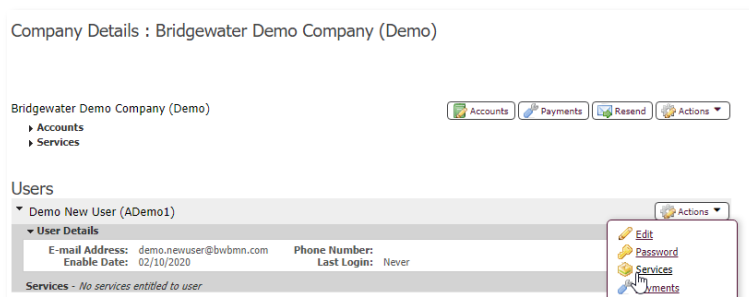 Company Details : Bridgewater Demo Company (Demo)
Bridgewater Demo Company (Demo)
Accounts Payments Resend Actions
Accounts
Services
Users
Demo New User (ADemo1) Actions
User Details
E-mail Address: demo.newuser@bwbmn.com Phone Number:
Enable Date: 02/10/2020 Last Login: Never
Services - No services entitled to user
Edit
Password
Services